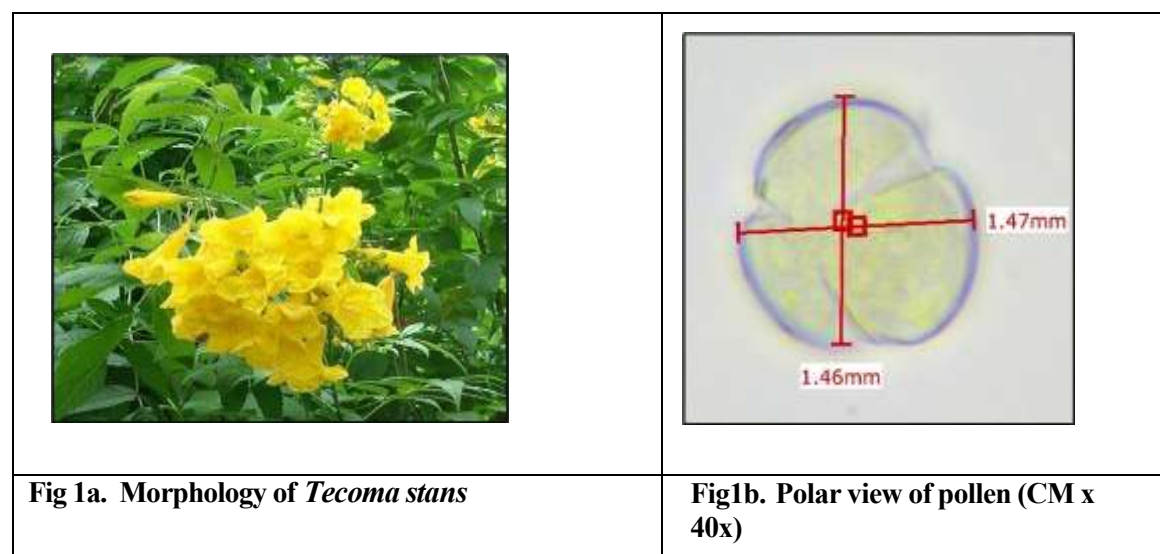 1.47mm
1.46mm
Fig 1a. Morphology of Tecoma stans
Fig1b. Polar view of pollen (CM x
40x)